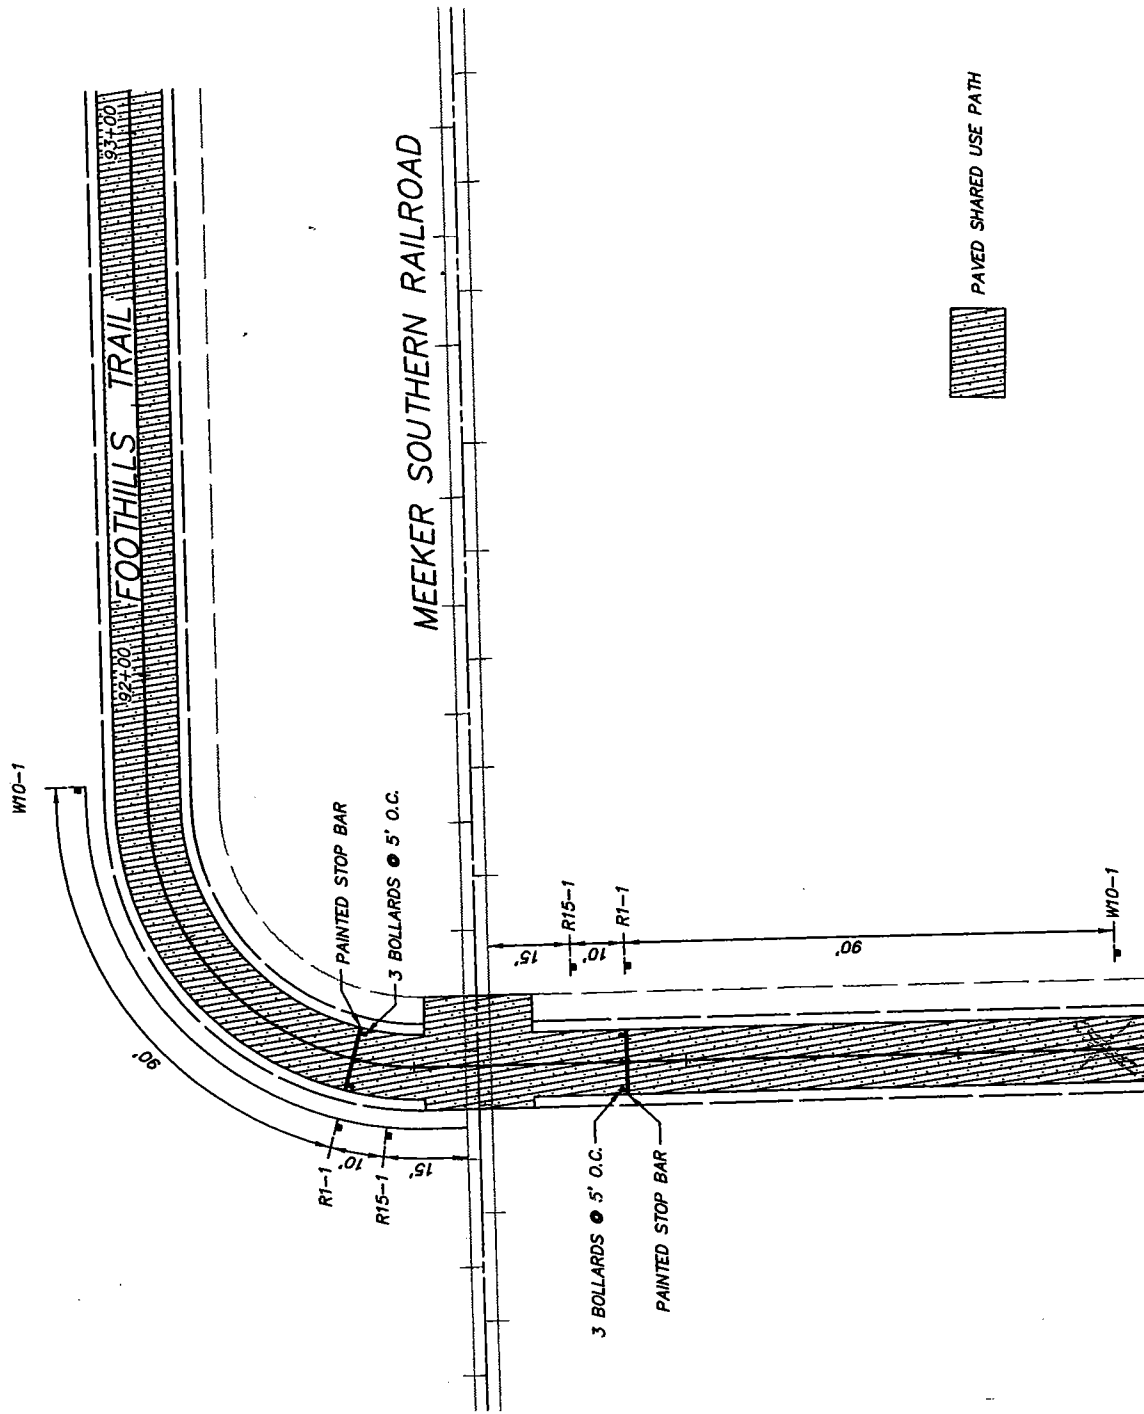 93+00
FOOTHILLS TRAIL
92+00
MEEKER SOUTHERN RAILROAD
PAVED SHARED USE PATH
W10-1
PAINTED STOP BAR
3 BOLLARDS @ 5' O.C.
90'
R1-1
10'
R15-1
15'
15'
R15-1
10'
R1-1
90'
W10-1
3 BOLLARDS @ 5' O.C.
PAINTED STOP BAR